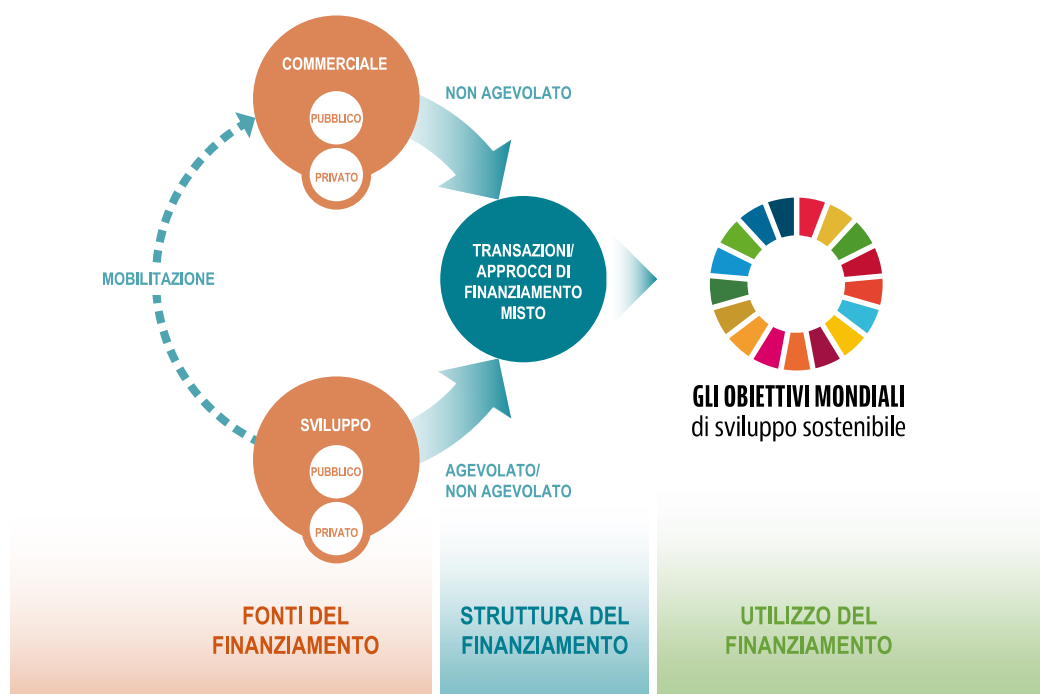 COMMERCIALE
PUBBLICO
PRIVATO
NON AGEVOLATO
MOBILITAZIONE
TRANSAZIONI/
APPROCCI DI
FINANZIAMENTO
MISTO
GLI OBIETTIVI MONDIALI
di sviluppo sostenibile
SVILUPPO
PUBBLICO
PRIVATO
AGEVOLATO/
NON AGEVOLATO
FONTI DEL
FINANZIAMENTO
STRUTTURA DEL
FINANZIAMENTO
UTILIZZO DEL
FINANZIAMENTO